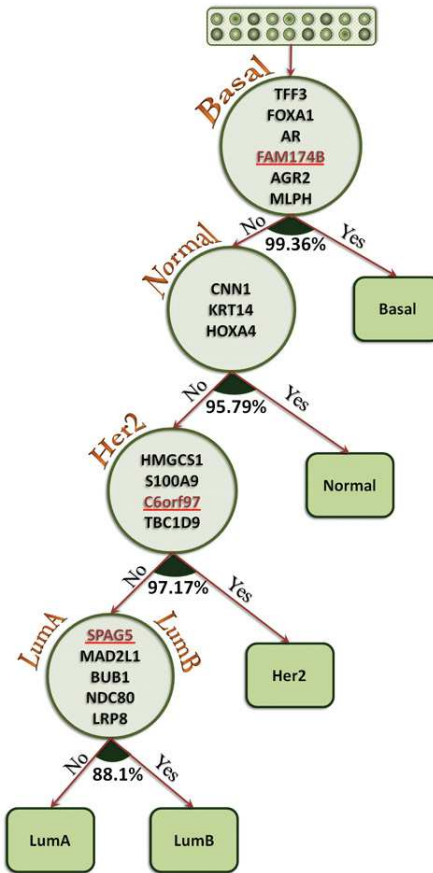 Basal
TFF3
FOXA1
AR
FAM174B
AGR2
MLPH
No
99.36%
Yes
Normal
CNN1
KRT14
HOXA4
Basal
No
95.79%
Yes
Her2
HMGCS1
S100A9
C6orf97
TBC1D9
Normal
No
97.17%
Yes
LumA
LumB
SPAG5
MAD2L1
BUB1
NDC80
LRP8
Her2
No
88.1%
Yes
LumA
LumB